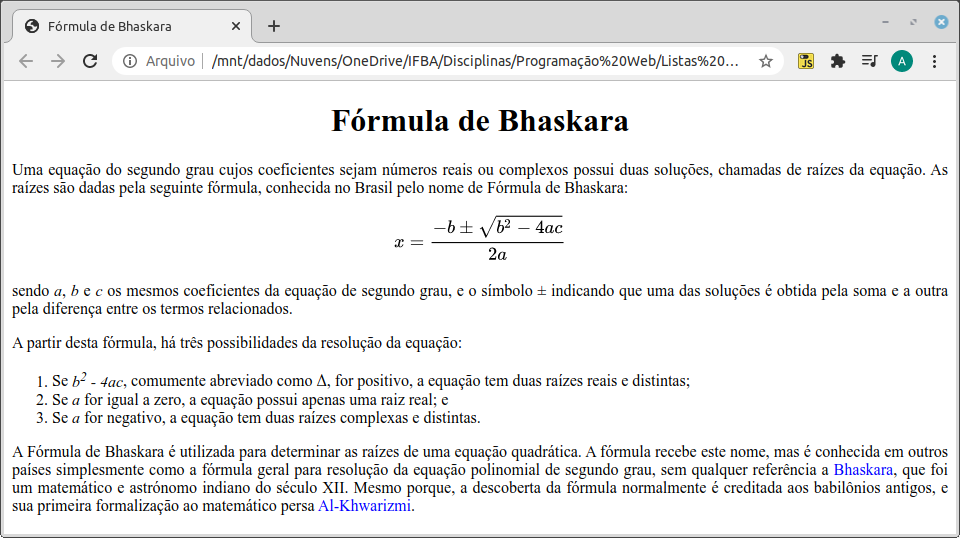 Fórmula de Bhaskara
Arquivo | /mnt/dados/Nuvens/OneDrive/IFBA/Disciplinas/Programação%20Web/Listas%20...
JS
A
Fórmula de Bhaskara
Uma equação do segundo grau cujos coeficientes sejam números reais ou complexos possui duas soluções, chamadas de raízes da equação. As
raízes são dadas pela seguinte fórmula, conhecida no Brasil pelo nome de Fórmula de Bhaskara:
x = (−b ± √(b² − 4ac)) / 2a
sendo a, b e c os mesmos coeficientes da equação de segundo grau, e o símbolo ± indicando que uma das soluções é obtida pela soma e a outra
pela diferença entre os termos relacionados.
A partir desta fórmula, há três possibilidades da resolução da equação:
1. Se b² - 4ac, comumente abreviado como Δ, for positivo, a equação tem duas raízes reais e distintas;
2. Se a for igual a zero, a equação possui apenas uma raiz real; e
3. Se a for negativo, a equação tem duas raízes complexas e distintas.
A Fórmula de Bhaskara é utilizada para determinar as raízes de uma equação quadrática. A fórmula recebe este nome, mas é conhecida em outros
países simplesmente como a fórmula geral para resolução da equação polinomial de segundo grau, sem qualquer referência a Bhaskara, que foi
um matemático e astrónomo indiano do século XII. Mesmo porque, a descoberta da fórmula normalmente é creditada aos babilônios antigos, e
sua primeira formalização ao matemático persa Al-Khwarizmi.